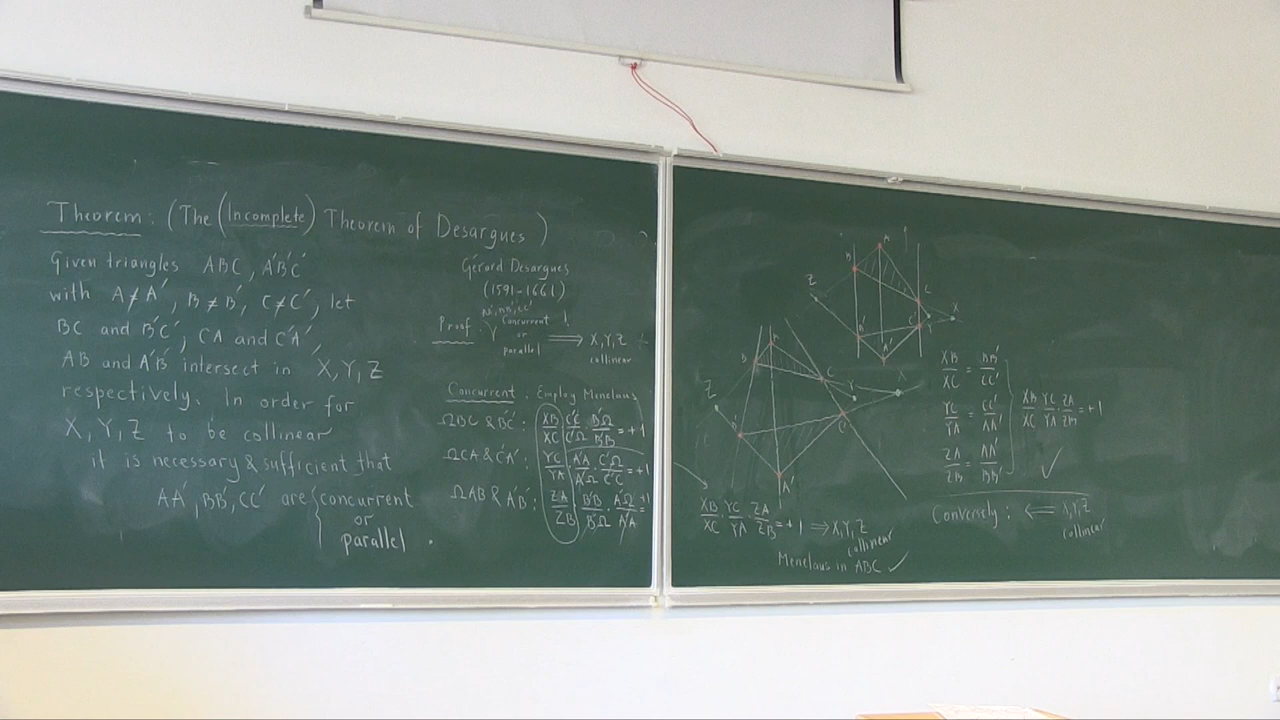 Theorem: (The (Incomplete) Theorem of Desargues)
Given triangles ABC, A'B'C'
with A≠A', B≠B', C≠C', let
BC and B'C', CA and C'A',
AB and A'B' intersect in X,Y,Z
respectively. In order for
X,Y,Z to be collinear
it is necessary & sufficient that
AA', BB', CC' are { concurrent
or
parallel .
Gérard Desargues
(1591-1661)
Proof
AA', BB', CC'
Concurrent
or
parallel
! ⟹ X,Y,Z
collinear
Concurrent : Employ Menelaus
ΩBC & B'C' : XB/XC · C'C/C'Ω · B'Ω/B'B = +1
ΩCA & C'A' : YC/YA · A'A/A'Ω · C'Ω/C'C = +1
ΩAB & A'B' : ZA/ZB · B'B/B'Ω · A'Ω/A'A = +1
XB/XC · YC/YA · ZA/ZB = +1 ⟹ X,Y,Z
collinear
Menelaus in ABC ✓
A
B
C
Z
B'
C'
Y
X
A'
B
C
Z
Y
X
B'
C'
A'
XB/XC = BB'/CC'
YC/YA = CC'/AA'
ZA/ZB = AA'/BB'
XB/XC · YC/YA · ZA/ZB = +1
✓
Conversely : ⟸ X,Y,Z
collinear